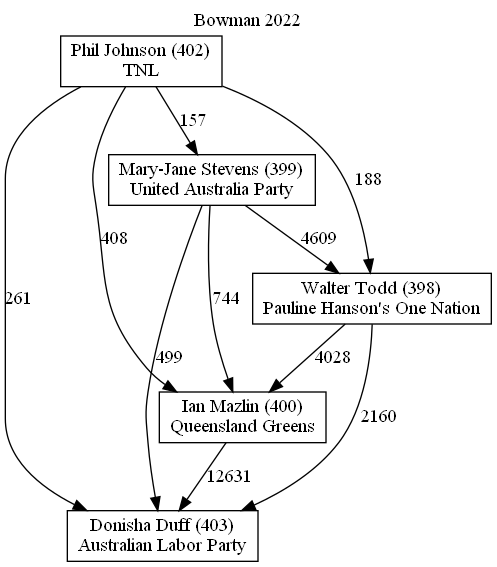 Bowman 2022
Phil Johnson (402)
TNL
157
Mary-Jane Stevens (399)
United Australia Party
188
408
4609
261
744
Walter Todd (398)
Pauline Hanson's One Nation
499
4028
Ian Mazlin (400)
Queensland Greens
2160
12631
Donisha Duff (403)
Australian Labor Party